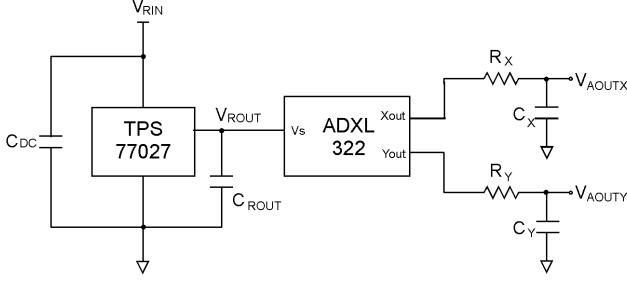 VRIN
CDC
TPS
77027
VROUT
CROUT
Vs
ADXL
322
Xout
Yout
RX
CX
VAOUTX
RY
CY
VAOUTY